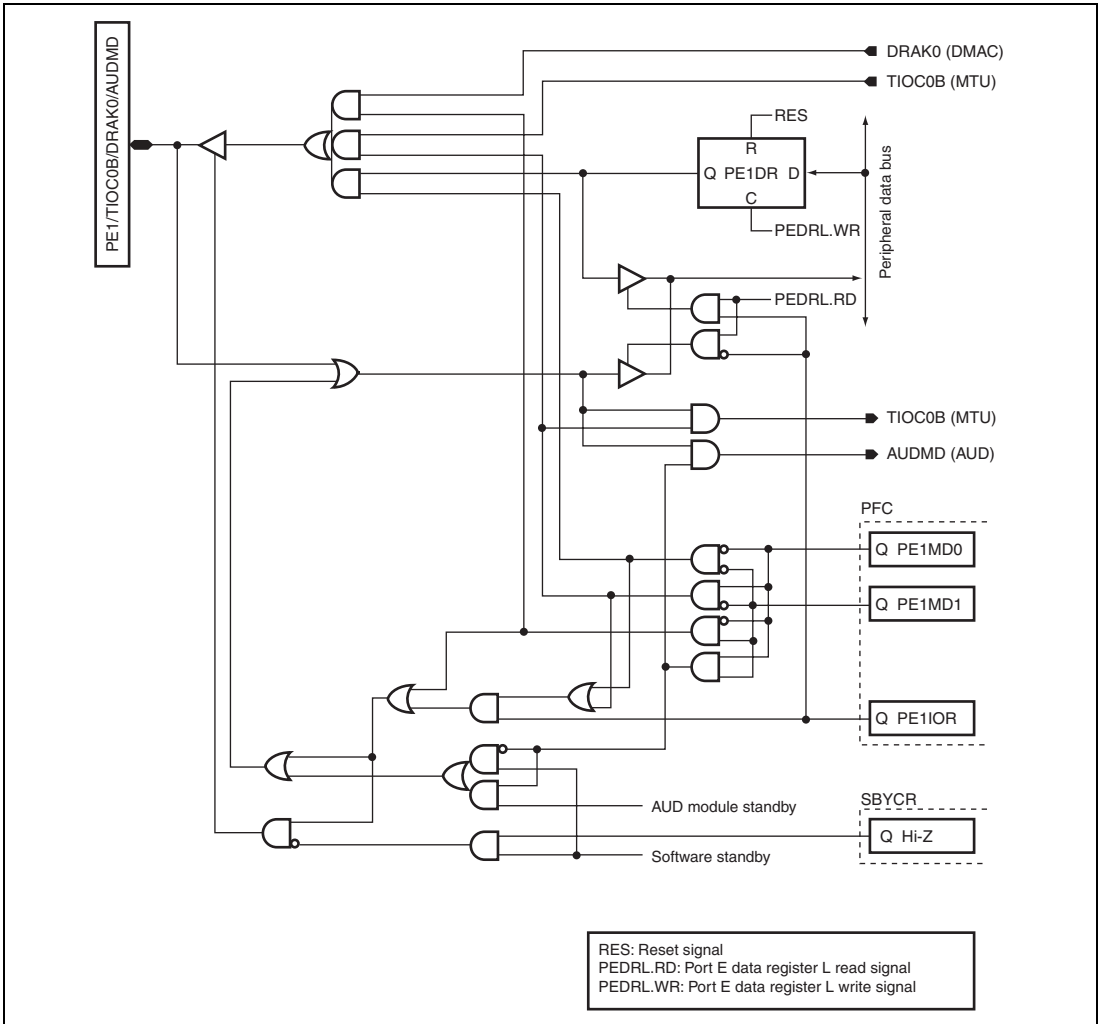 PE1/TIOC0B/DRAK0/AUDMD
DRAK0 (DMAC)
TIOC0B (MTU)
RES
R
Q PE1DR D
C
PEDRL.WR
Peripheral data bus
PEDRL.RD
TIOC0B (MTU)
AUDMD (AUD)
PFC
Q PE1MD0
Q PE1MD1
Q PE1IOR
AUD module standby
SBYCR
Q Hi-Z
Software standby
RES: Reset signal
PEDRL.RD: Port E data register L read signal
PEDRL.WR: Port E data register L write signal